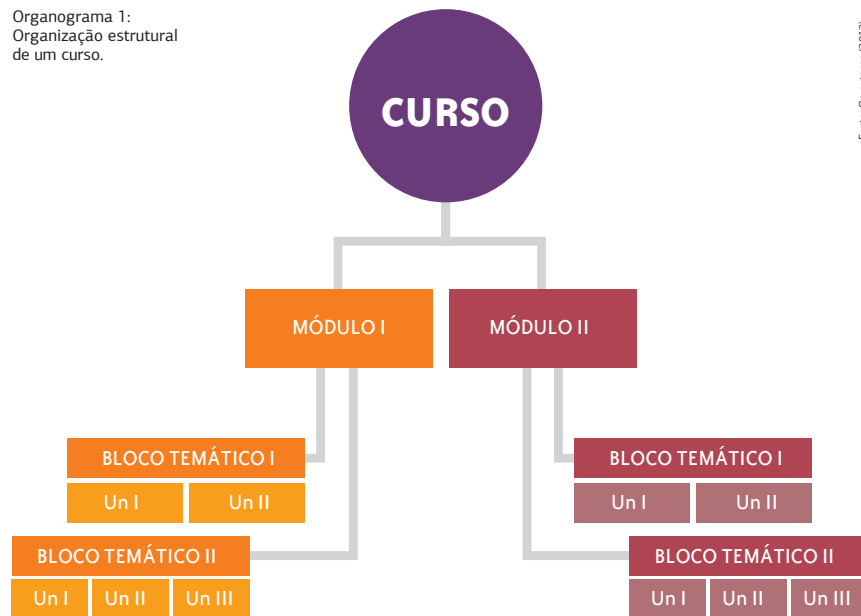 Organograma 1:
Organização estrutural
de um curso.
CURSO
MÓDULO I
MÓDULO II
BLOCO TEMÁTICO I
Un I
Un II
BLOCO TEMÁTICO II
Un I
Un II
Un III
BLOCO TEMÁTICO I
Un I
Un II
BLOCO TEMÁTICO II
Un I
Un II
Un III